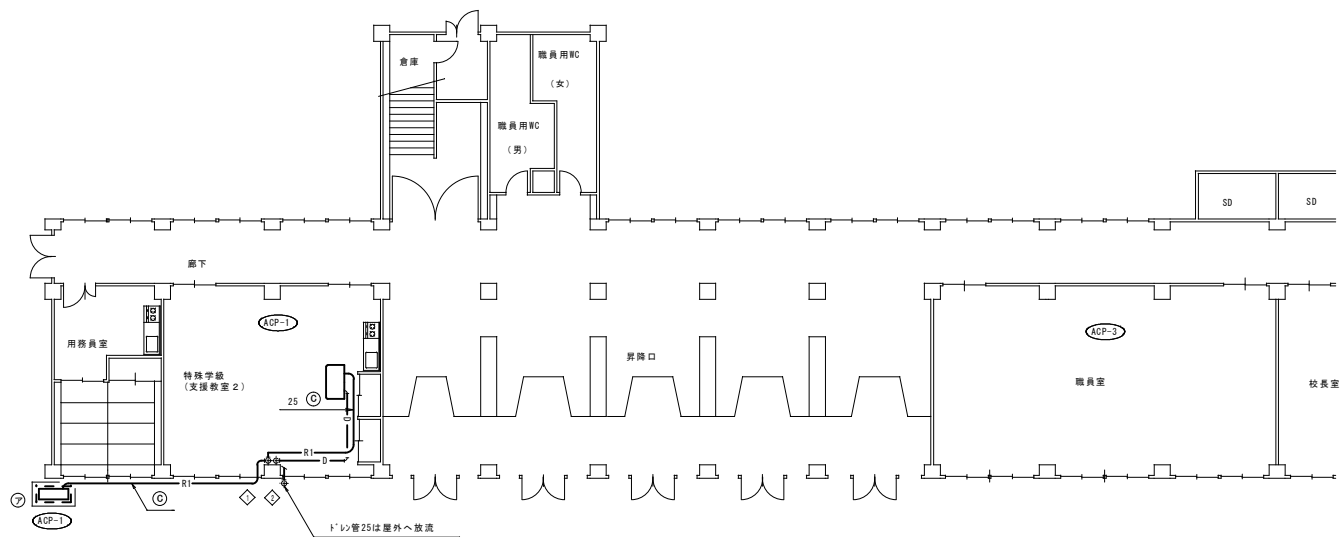 倉庫
職員用WC
(女)
職員用WC
(男)
SD
SD
廊下
ACP-1
ACP-3
用務員室
特殊学級
(支援教室2)
昇降口
職員室
校長室
25 Ⓒ
D
R1
D
R1
ア
ACP-1
Ⓒ
1
2
ドレン管25は屋外へ放流